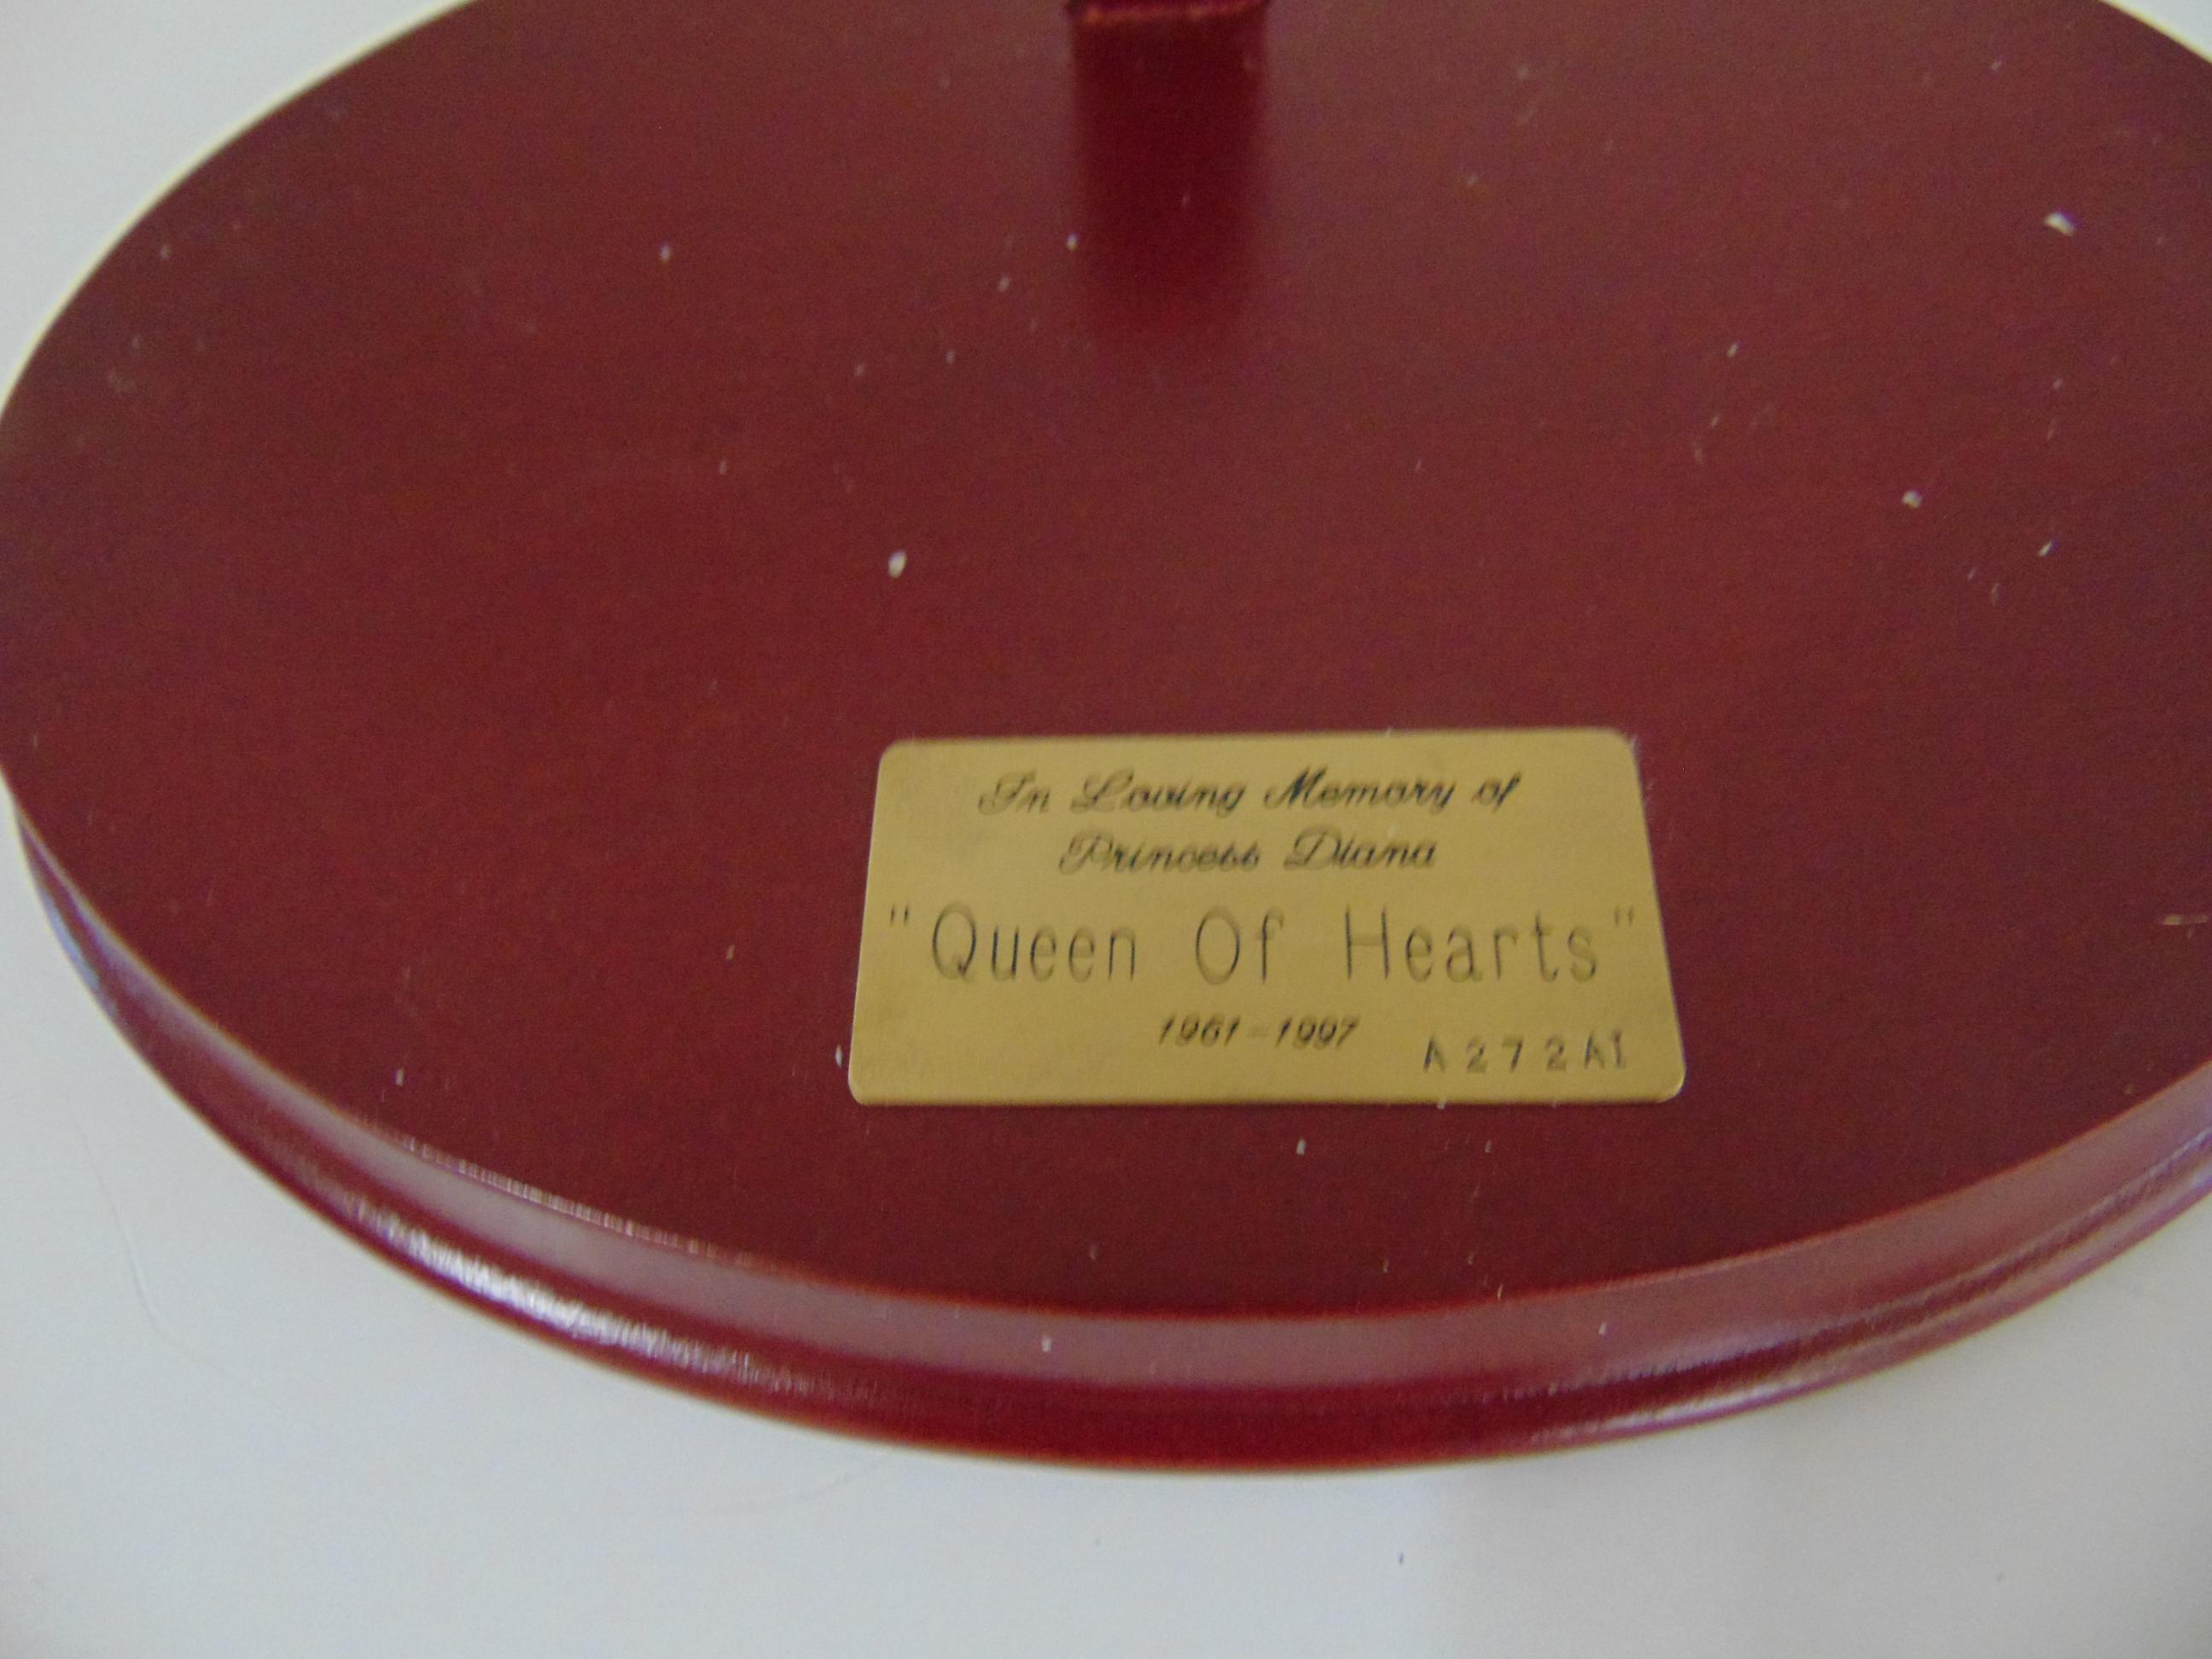 In Loving Memory of
Princess Diana
"Queen Of Hearts"
1961-1997
A272AI